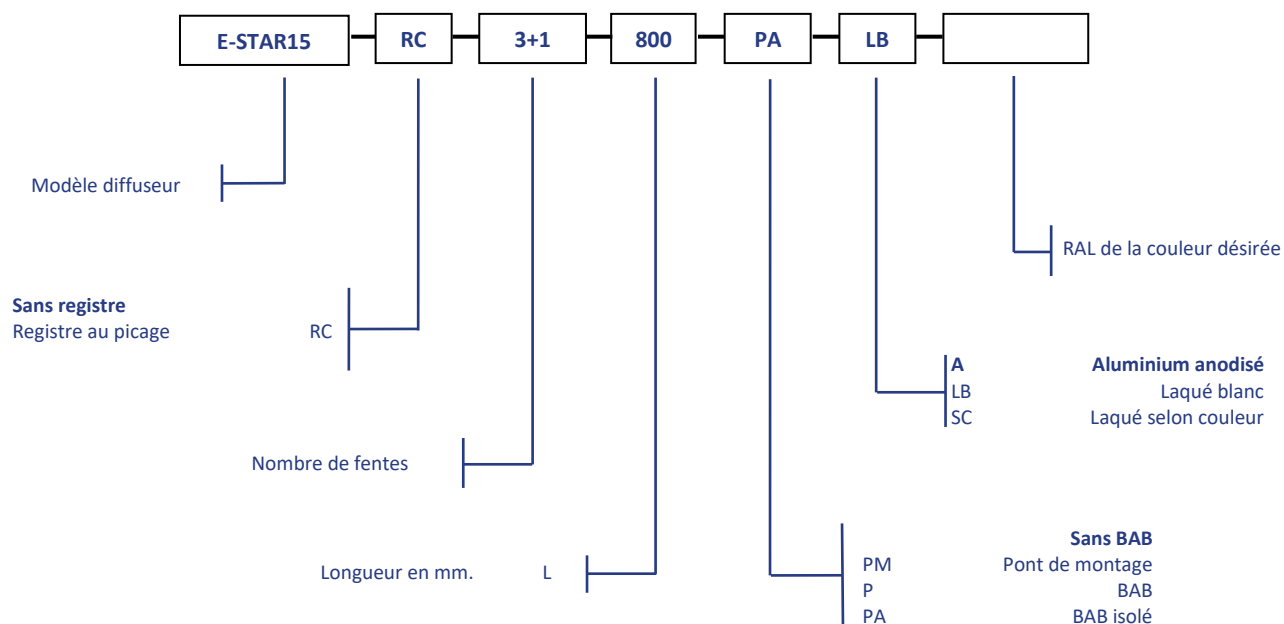 E-STAR15 RC 3+1 800 PA LB
Modèle diffuseur
RAL de la couleur désirée
Sans registre
Registre au picage RC
A Aluminium anodisé
LB Laqué blanc
SC Laqué selon couleur
Nombre de fentes
Sans BAB
Longueur en mm. L
PM Pont de montage
P BAB
PA BAB isolé